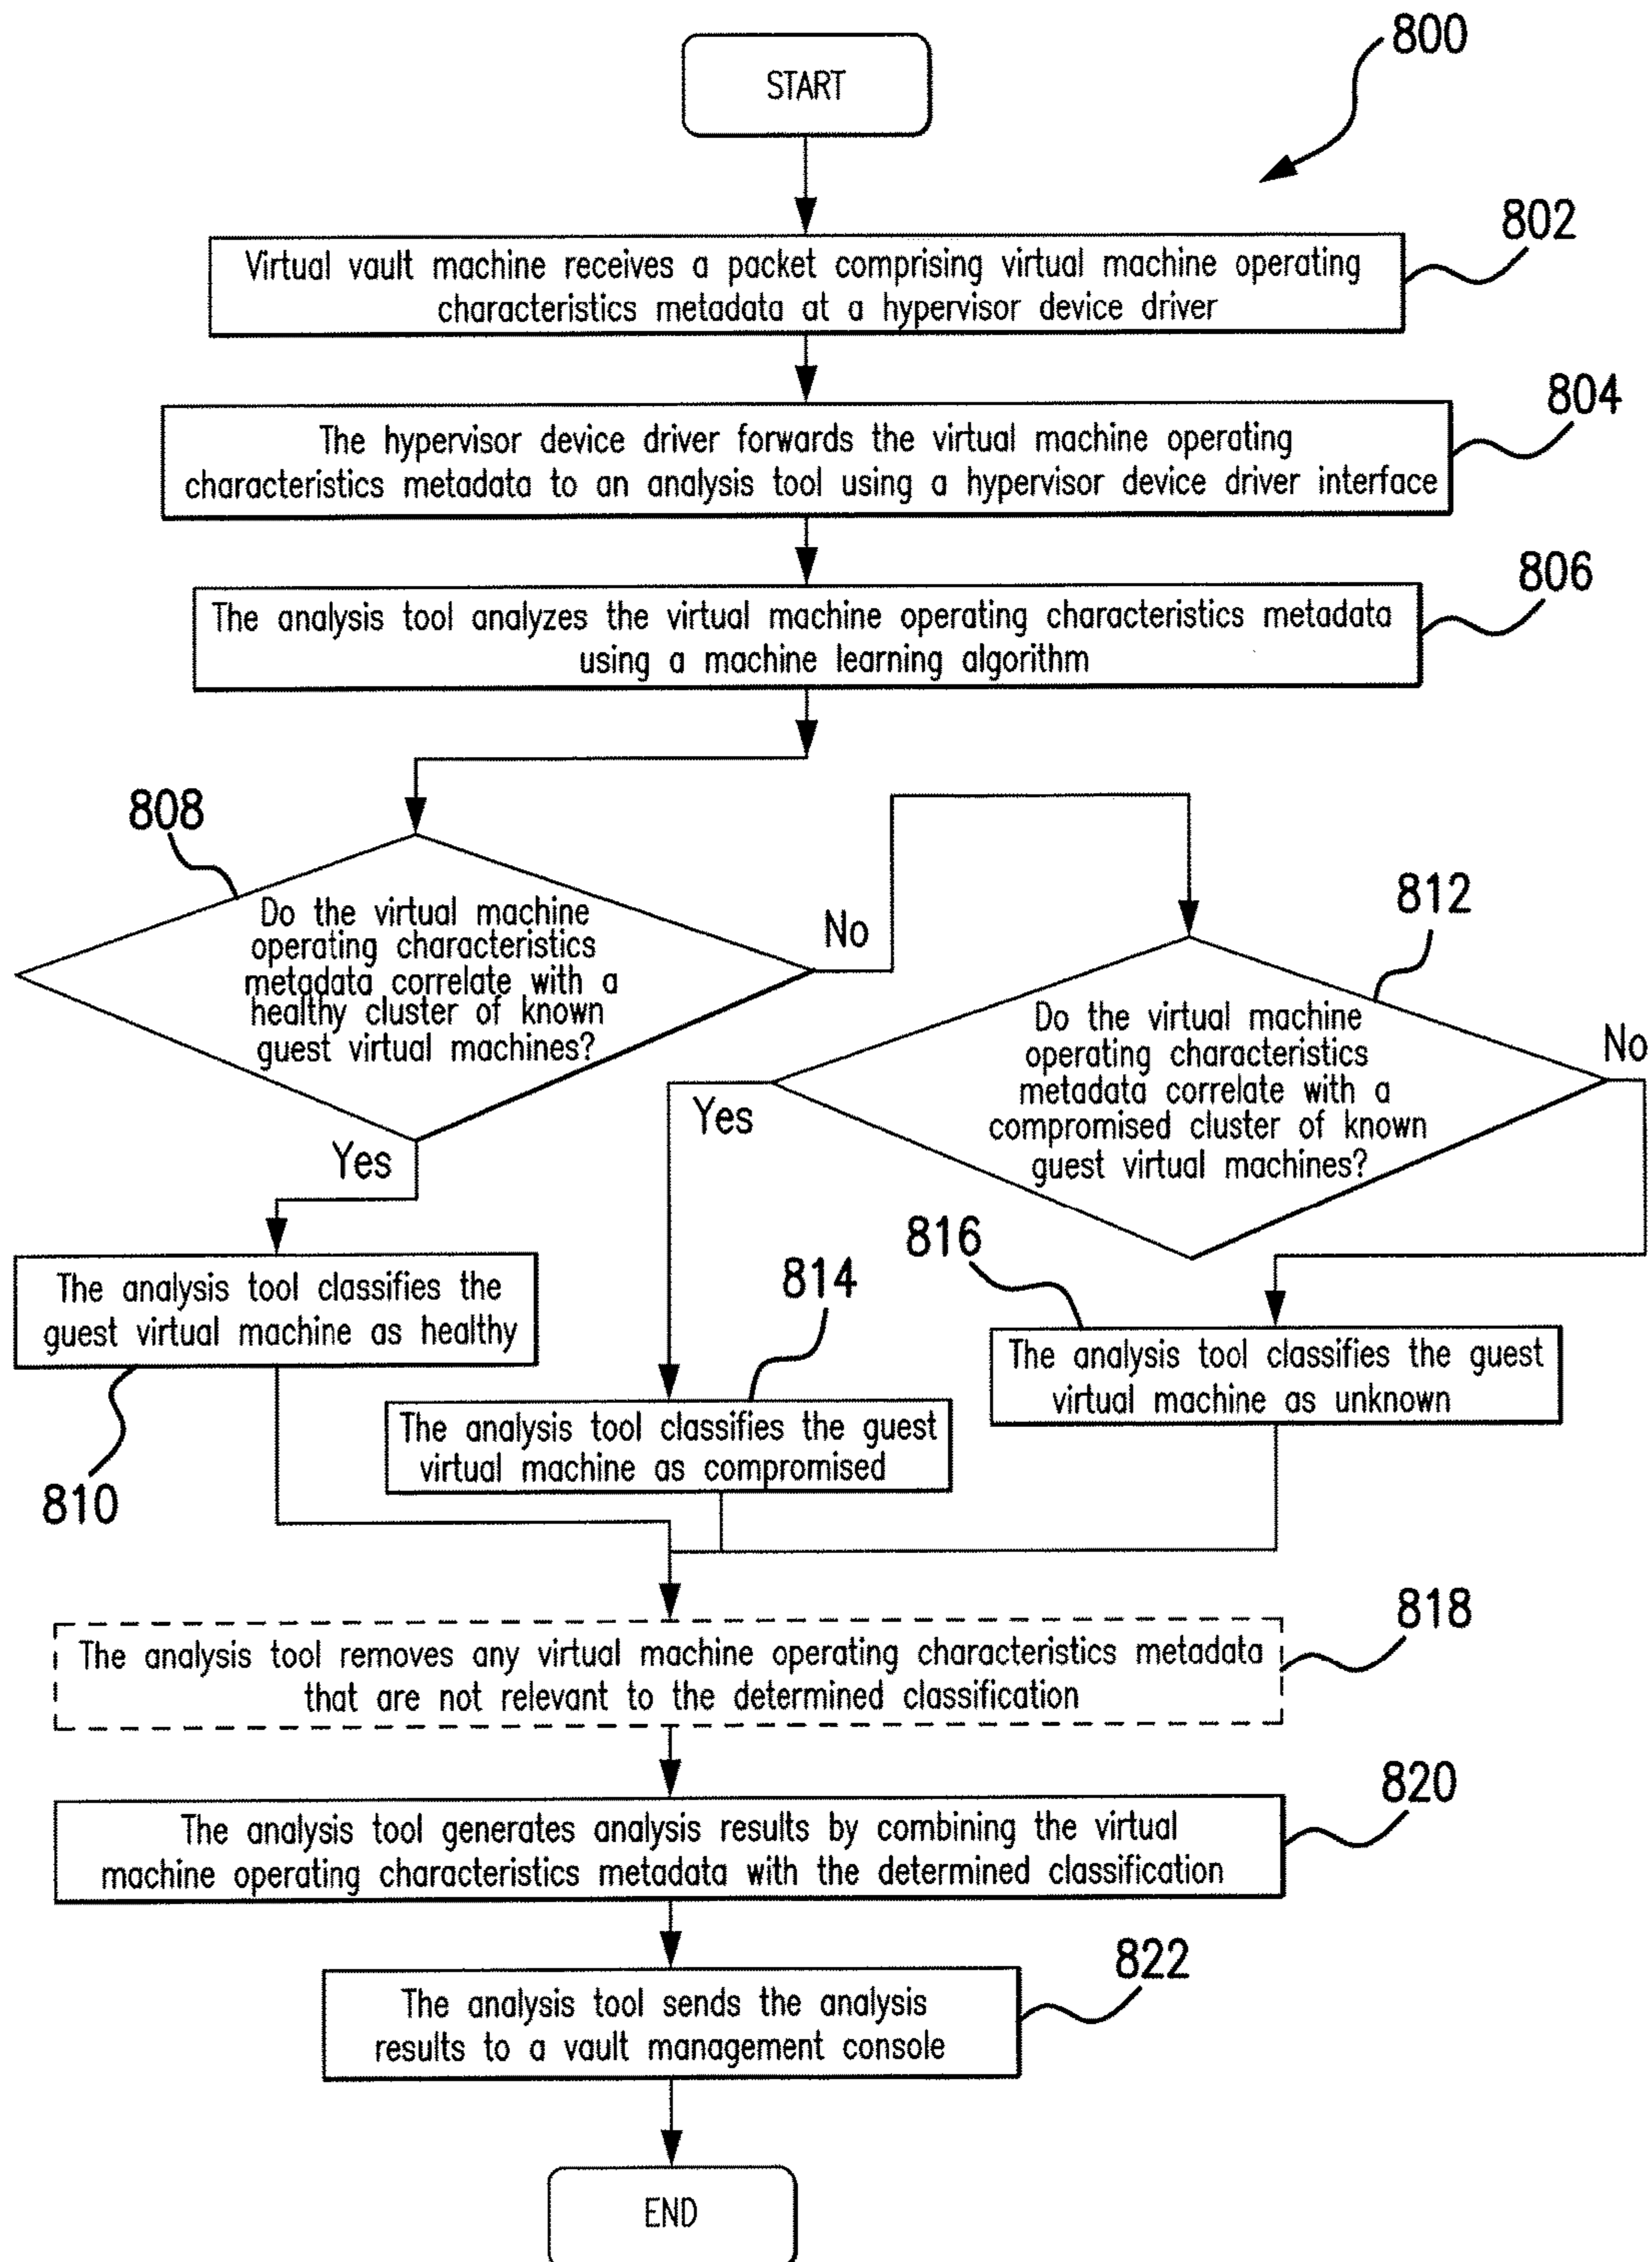 800
START
802
Virtual vault machine receives a packet comprising virtual machine operating
characteristics metadata at a hypervisor device driver
804
The hypervisor device driver forwards the virtual machine operating
characteristics metadata to an analysis tool using a hypervisor device driver interface
806
The analysis tool analyzes the virtual machine operating characteristics metadata
using a machine learning algorithm
808
Do the virtual machine
operating characteristics
metadata correlate with a
healthy cluster of known
guest virtual machines?
No
Yes
812
Do the virtual machine
operating characteristics
metadata correlate with a
compromised cluster of known
guest virtual machines?
No
Yes
The analysis tool classifies the
guest virtual machine as healthy
810
814
The analysis tool classifies the guest
virtual machine as compromised
816
The analysis tool classifies the guest
virtual machine as unknown
818
The analysis tool removes any virtual machine operating characteristics metadata
that are not relevant to the determined classification
820
The analysis tool generates analysis results by combining the virtual
machine operating characteristics metadata with the determined classification
822
The analysis tool sends the analysis
results to a vault management console
END